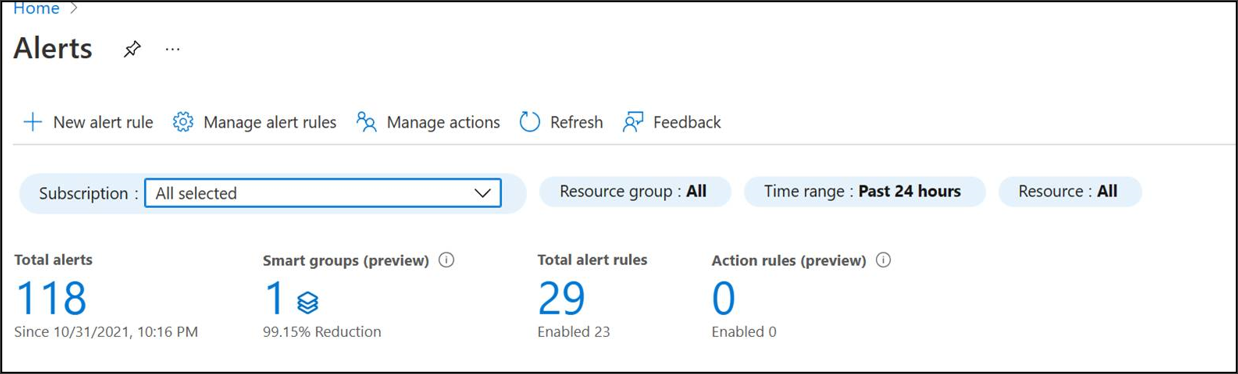 Home >
Alerts ...
New alert rule Manage alert rules Manage actions Refresh Feedback
Subscription : All selected Resource group : All Time range : Past 24 hours Resource : All
Total alerts Smart groups (preview) Total alert rules Action rules (preview)
118 1 29 0
Since 10/31/2021, 10:16 PM 99.15% Reduction Enabled 23 Enabled 0